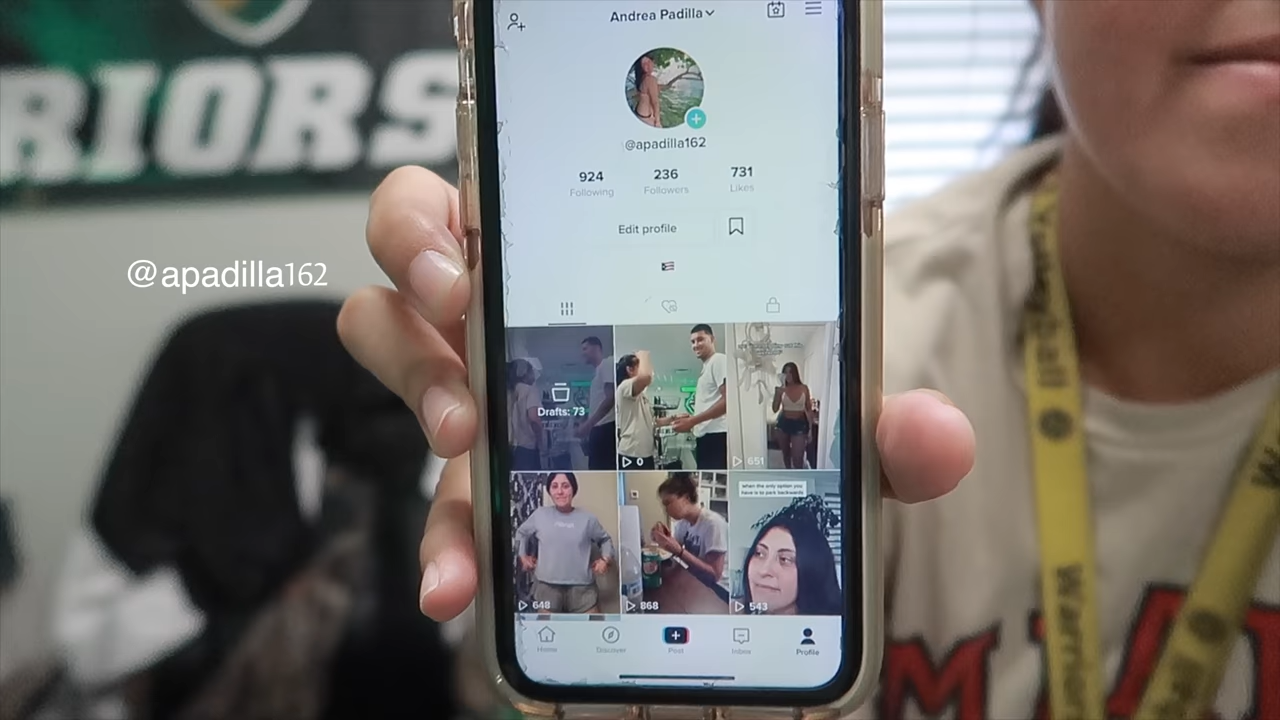 RIORS
@apadilla162
Andrea Padilla
@apadilla162
924
236
731
Following
Followers
Likes
Edit profile
Drafts: 73
0
651
when the only option you
have is to park backwards
648
868
543
Home
Discover
Post
Inbox
Profile
MIA